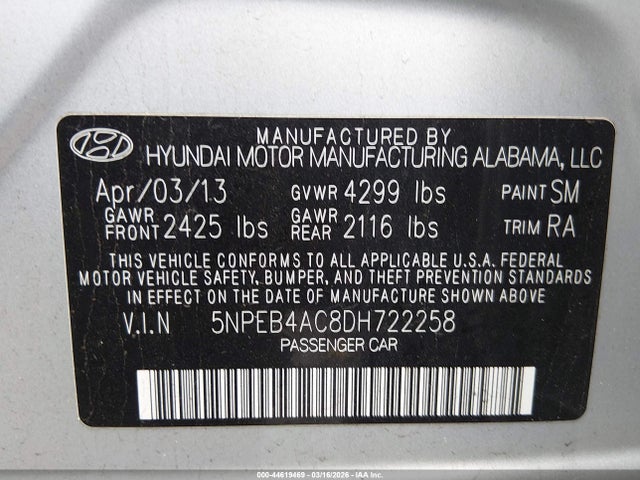 MANUFACTURED BY
HYUNDAI MOTOR MANUFACTURING ALABAMA, LLC
Apr/03/13 GVWR 4299 lbs PAINT SM
GAWR FRONT 2425 lbs GAWR REAR 2116 lbs TRIM RA
THIS VEHICLE CONFORMS TO ALL APPLICABLE U.S.A. FEDERAL
MOTOR VEHICLE SAFETY, BUMPER, AND THEFT PREVENTION STANDARDS
IN EFFECT ON THE DATE OF MANUFACTURE SHOWN ABOVE.
V.I.N 5NPEB4AC8DH722258
PASSENGER CAR
000-44619469 - 03/16/2026 - IAA, Inc.